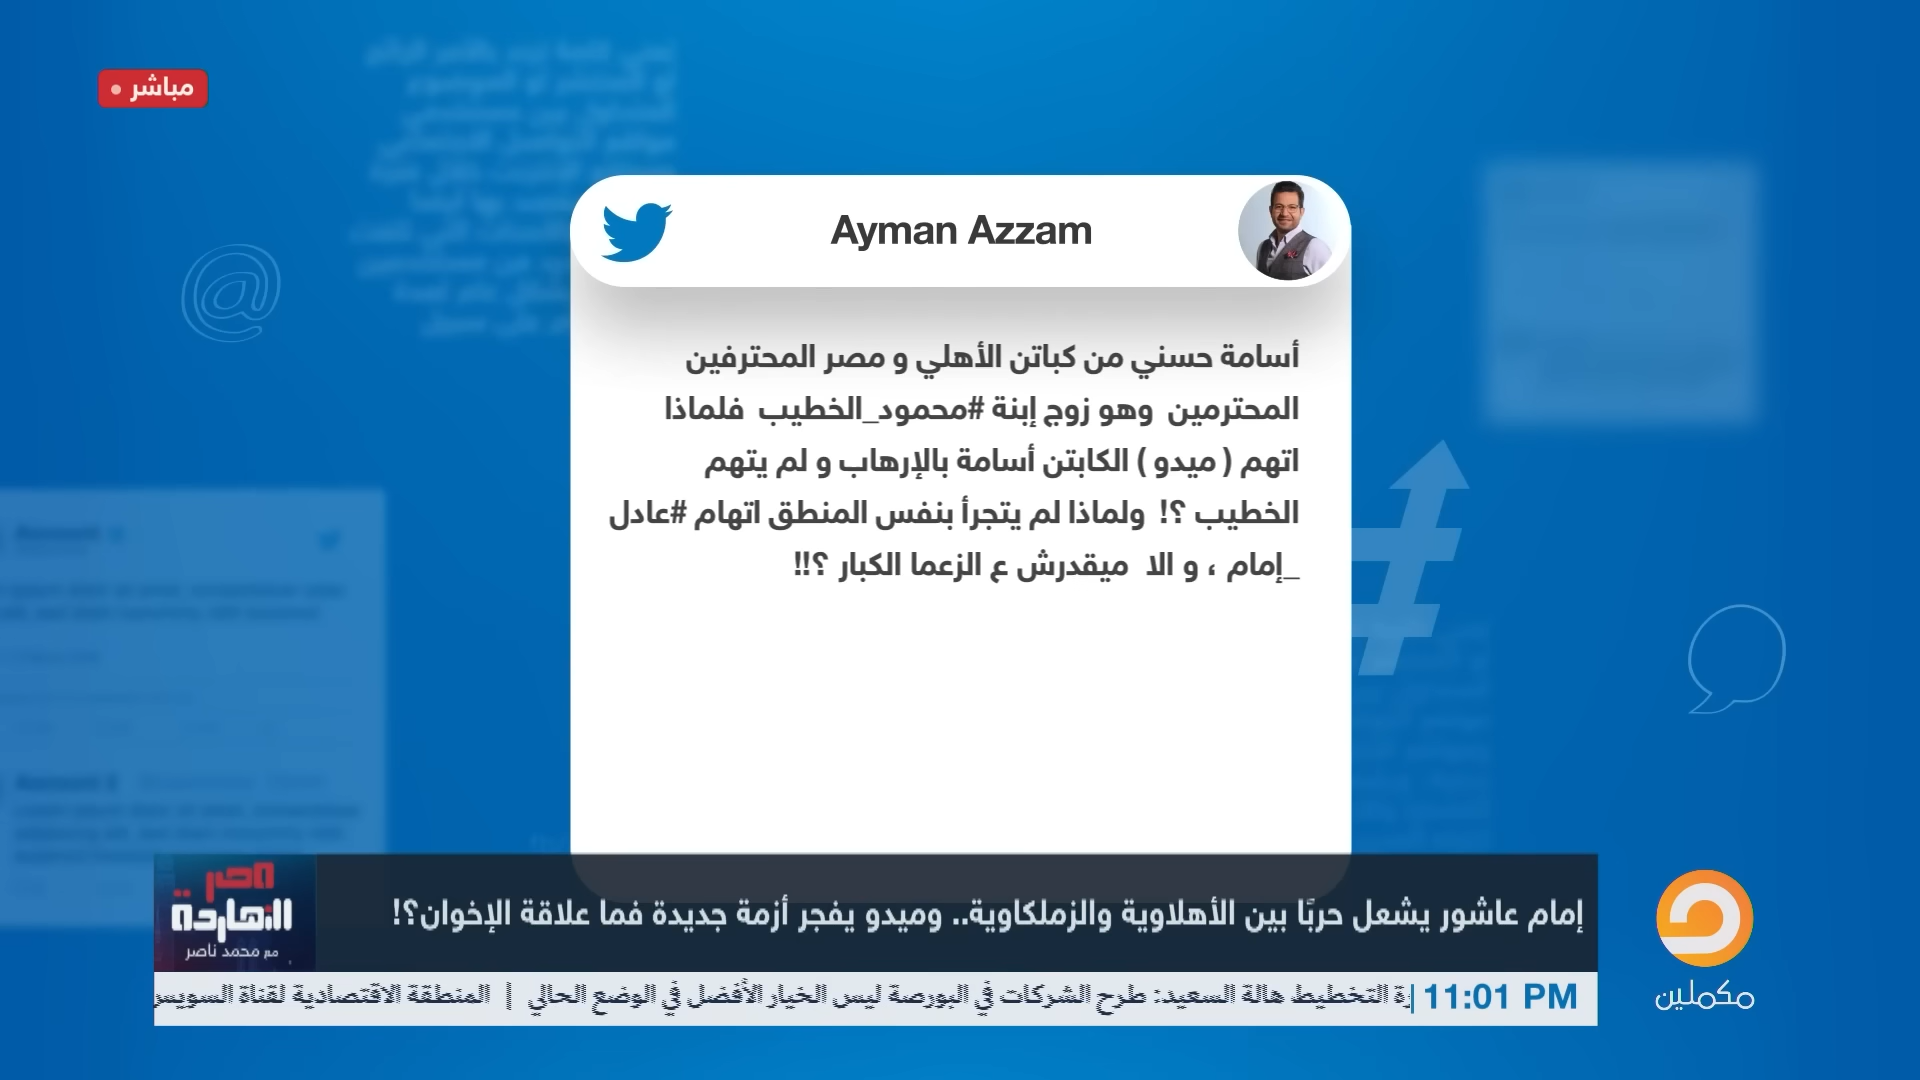 مباشر
Ayman Azzam
أسامة حسني من كباتن الأهلي و مصر المحترفين
المحترمين وهو زوج إبنة #محمود_الخطيب فلماذا
اتهم ( ميدو ) الكابتن أسامة بالإرهاب و لم يتهم
الخطيب ؟! ولماذا لم يتجرأ بنفس المنطق اتهام #عادل
_إمام ، و الا ميقدرش ع الزعما الكبار ؟!!
مصر
النهاردة
مع محمد ناصر
إمام عاشور يشعل حربًا بين الأهلاوية والزملكاوية.. وميدو يفجر أزمة جديدة فما علاقة الإخوان؟!
11:01 PM
رة التخطيط هالة السعيد: طرح الشركات في البورصة ليس الخيار الأفضل في الوضع الحالي | المنطقة الاقتصادية لقناة السويس
مكملين